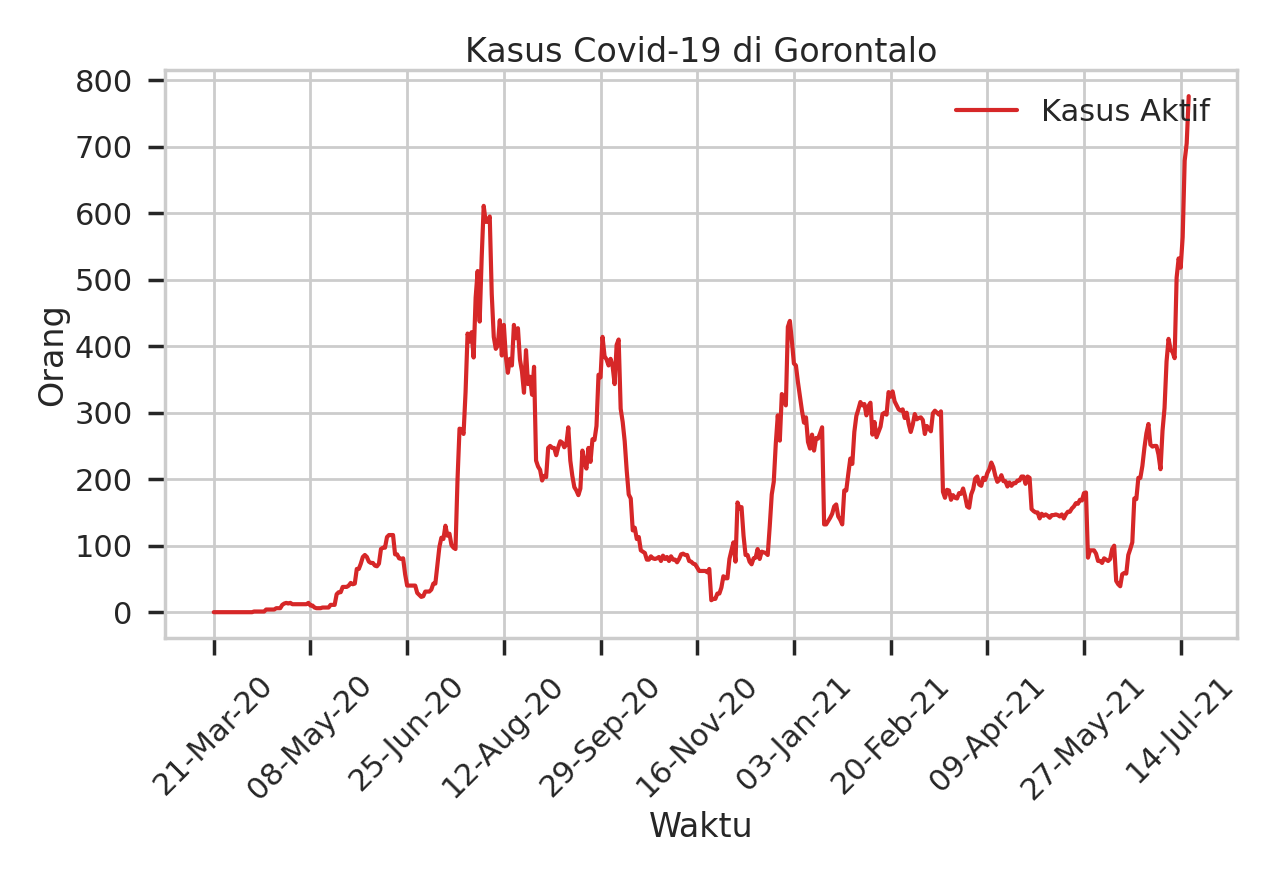 Kasus Covid-19 di Gorontalo
Kasus Aktif
Orang
800
700
600
500
400
300
200
100
0
21-Mar-20
08-May-20
25-Jun-20
12-Aug-20
29-Sep-20
16-Nov-20
03-Jan-21
20-Feb-21
09-Apr-21
27-May-21
14-Jul-21
Waktu